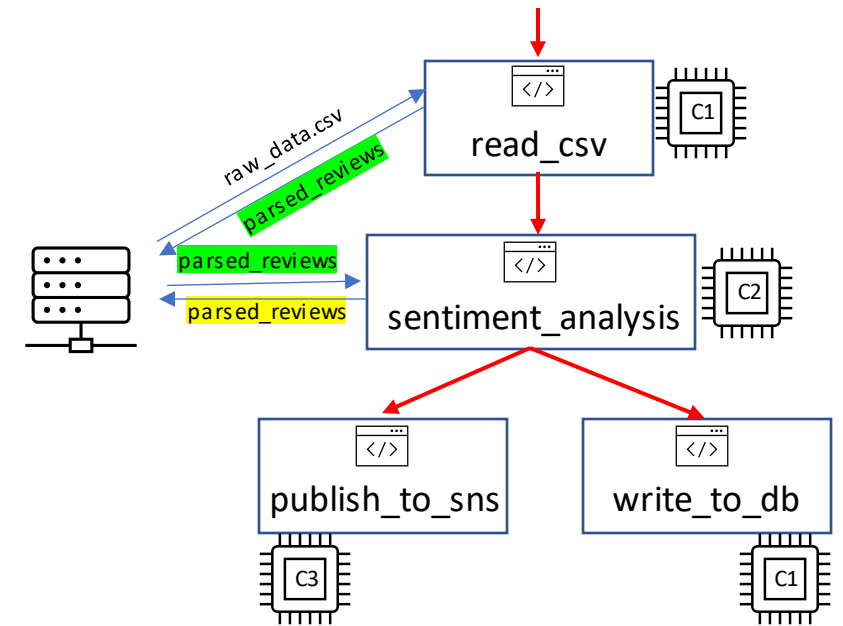 </>
C1
read_csv
raw_data.csv
parsed_reviews
parsed_reviews
</>
C2
parsed_reviews
sentiment_analysis
</>
</>
publish_to_sns
write_to_db
C3
C1